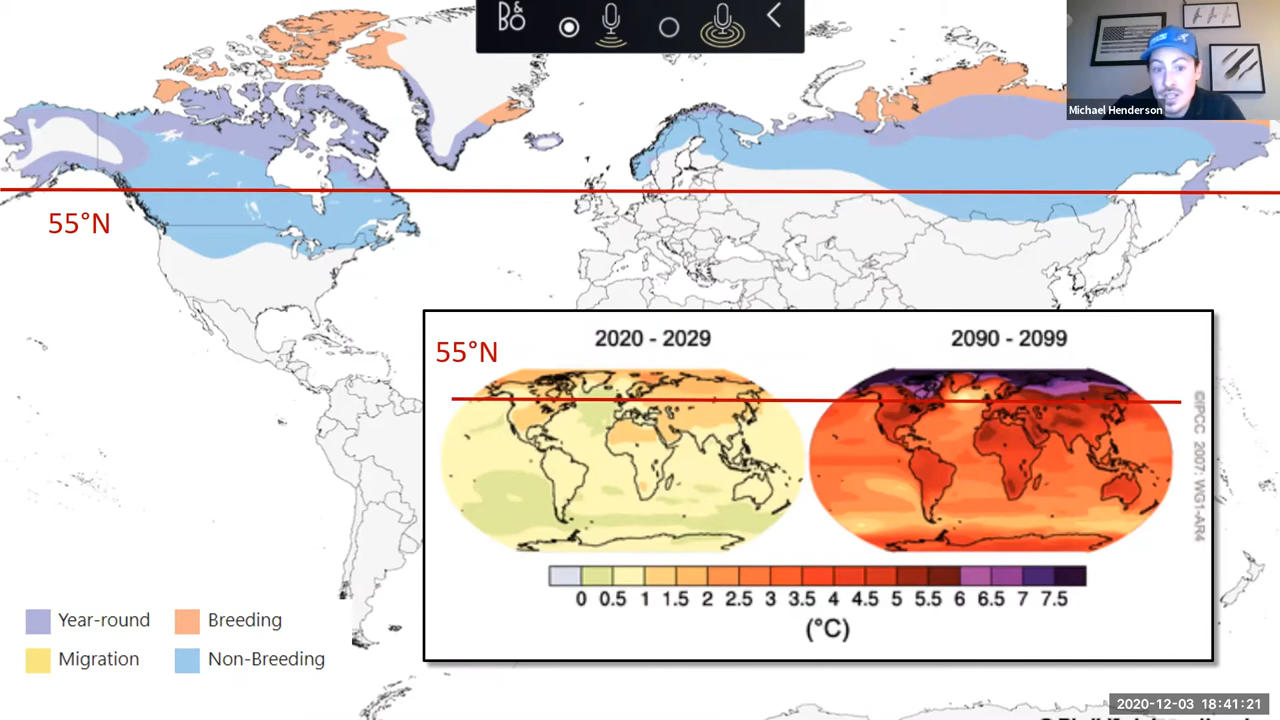 B&
BO
Michael Henderson
55°N
2020 - 2029
2090 - 2099
55°N
©IPCC 2007: WG1-AR4
0 0.5 1 1.5 2 2.5 3 3.5 4 4.5 5 5.5 6 6.5 7 7.5
(°C)
Year-round
Breeding
Migration
Non-Breeding
2020-12-03 18:41:21